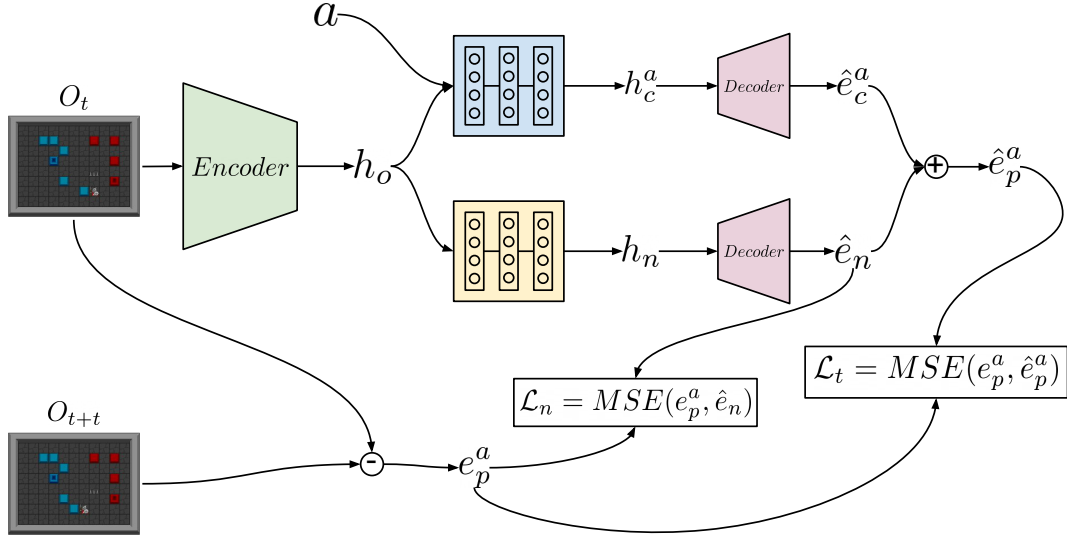 a
O_t
Encoder
h_o
h_c^a
Decoder
ê_c^a
+
ê_p^a
h_n
Decoder
ê_n
ℒ_t = MSE(e_p^a, ê_p^a)
ℒ_n = MSE(e_p^a, ê_n)
O_{t+t}
-
e_p^a